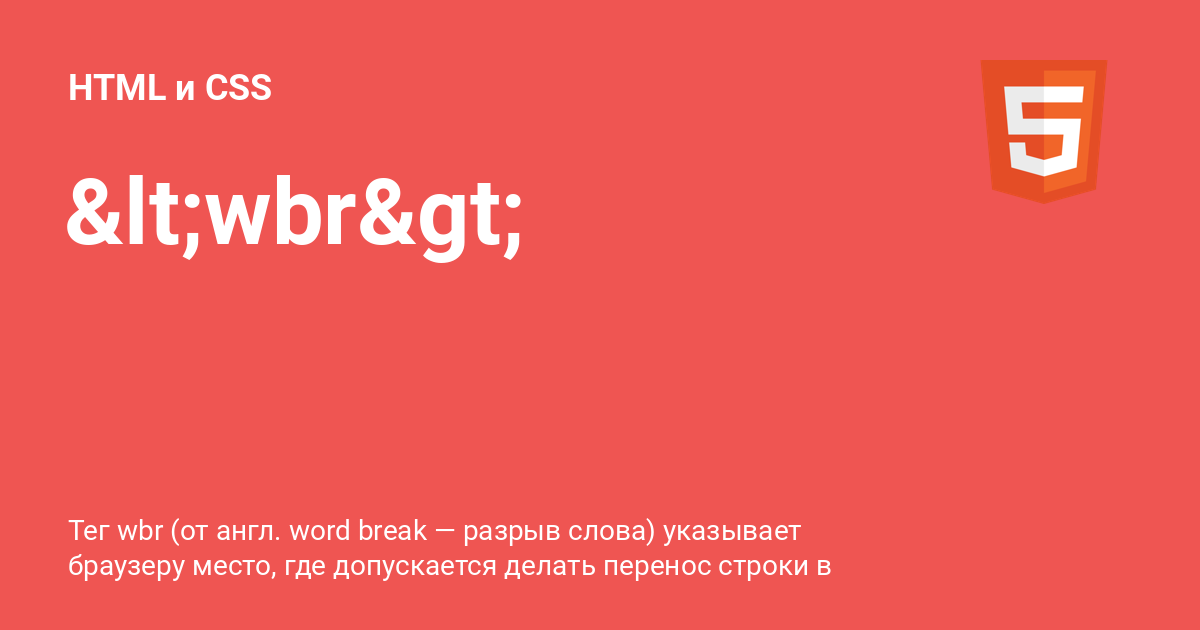 HTML и CSS
&lt;wbr&gt;
Тег wbr (от англ. word break — разрыв слова) указывает
браузеру место, где допускается делать перенос строки в